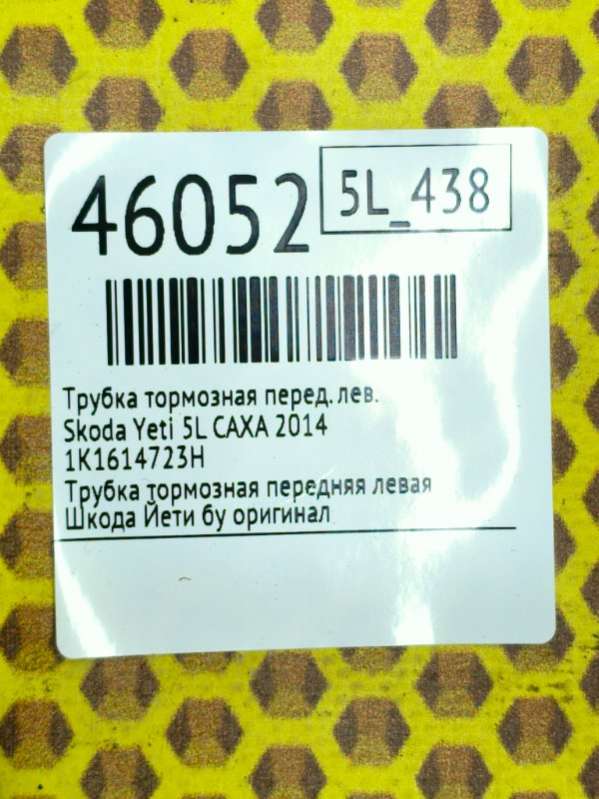 46052
5L_438
Трубка тормозная перед. лев.
Skoda Yeti 5L CAXA 2014
1K1614723H
Трубка тормозная передняя левая
Шкода Йети бу оригинал